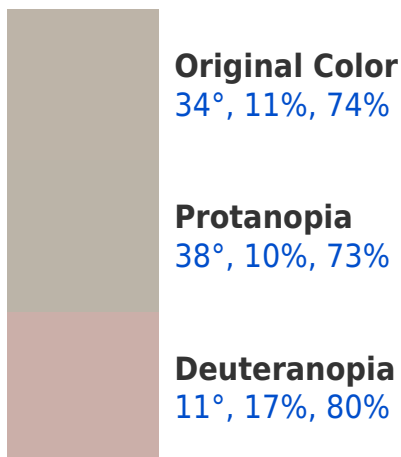 Original Color
34°, 11%, 74%
Protanopia
38°, 10%, 73%
Deuteranopia
11°, 17%, 80%